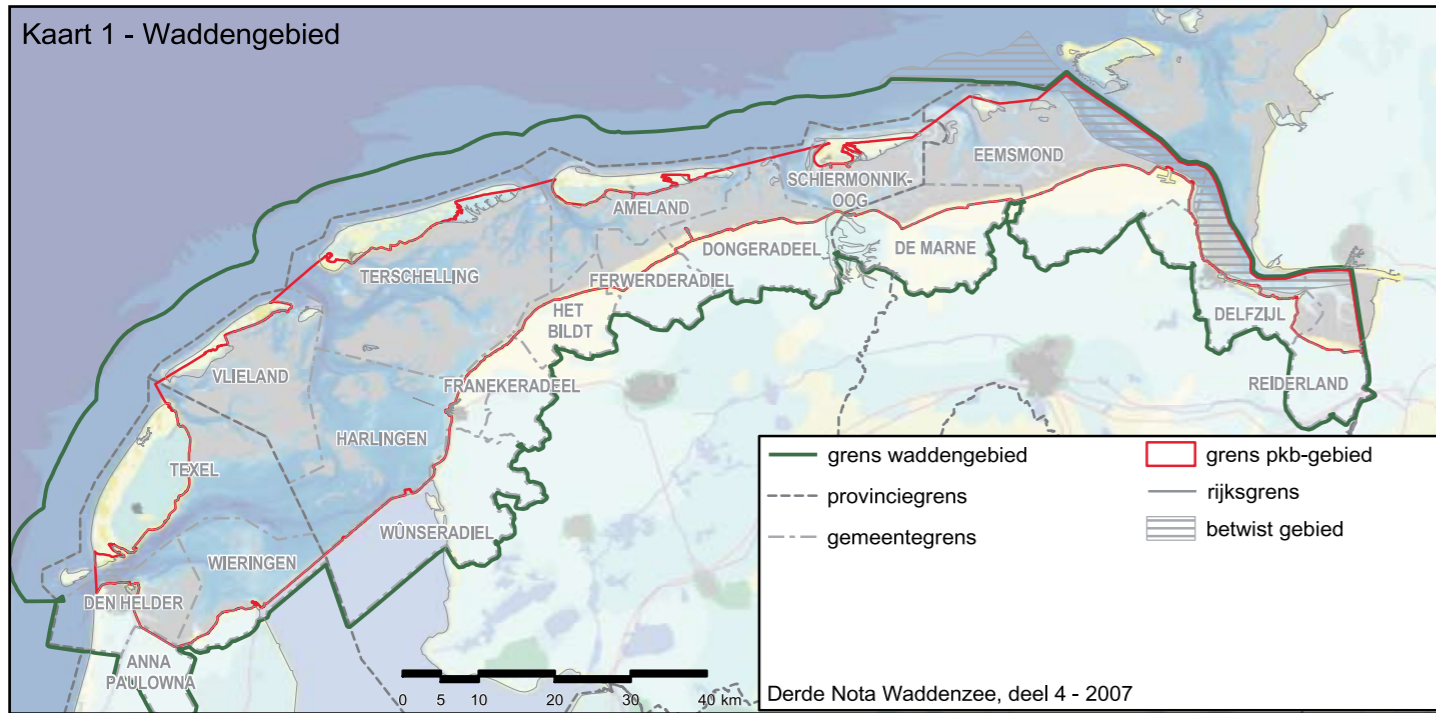 Kaart 1 - Waddengebied
EEMSMOND
SCHIERMONNIK-
OOG
AMELAND
DONGERADEEL
DE MARNE
TERSCHELLING
FERWERDERADIEL
HET
BILDT
DELFZIJL
VLIELAND
FRANEKERADEEL
REIDERLAND
HARLINGEN
TEXEL
WÛNSERADIEL
WIERINGEN
DEN HELDER
ANNA
PAULOWNA
grens waddengebied
provinciegrens
gemeentegrens
grens pkb-gebied
rijksgrens
betwist gebied
0 5 10 20 30 40 km
Derde Nota Waddenzee, deel 4 - 2007